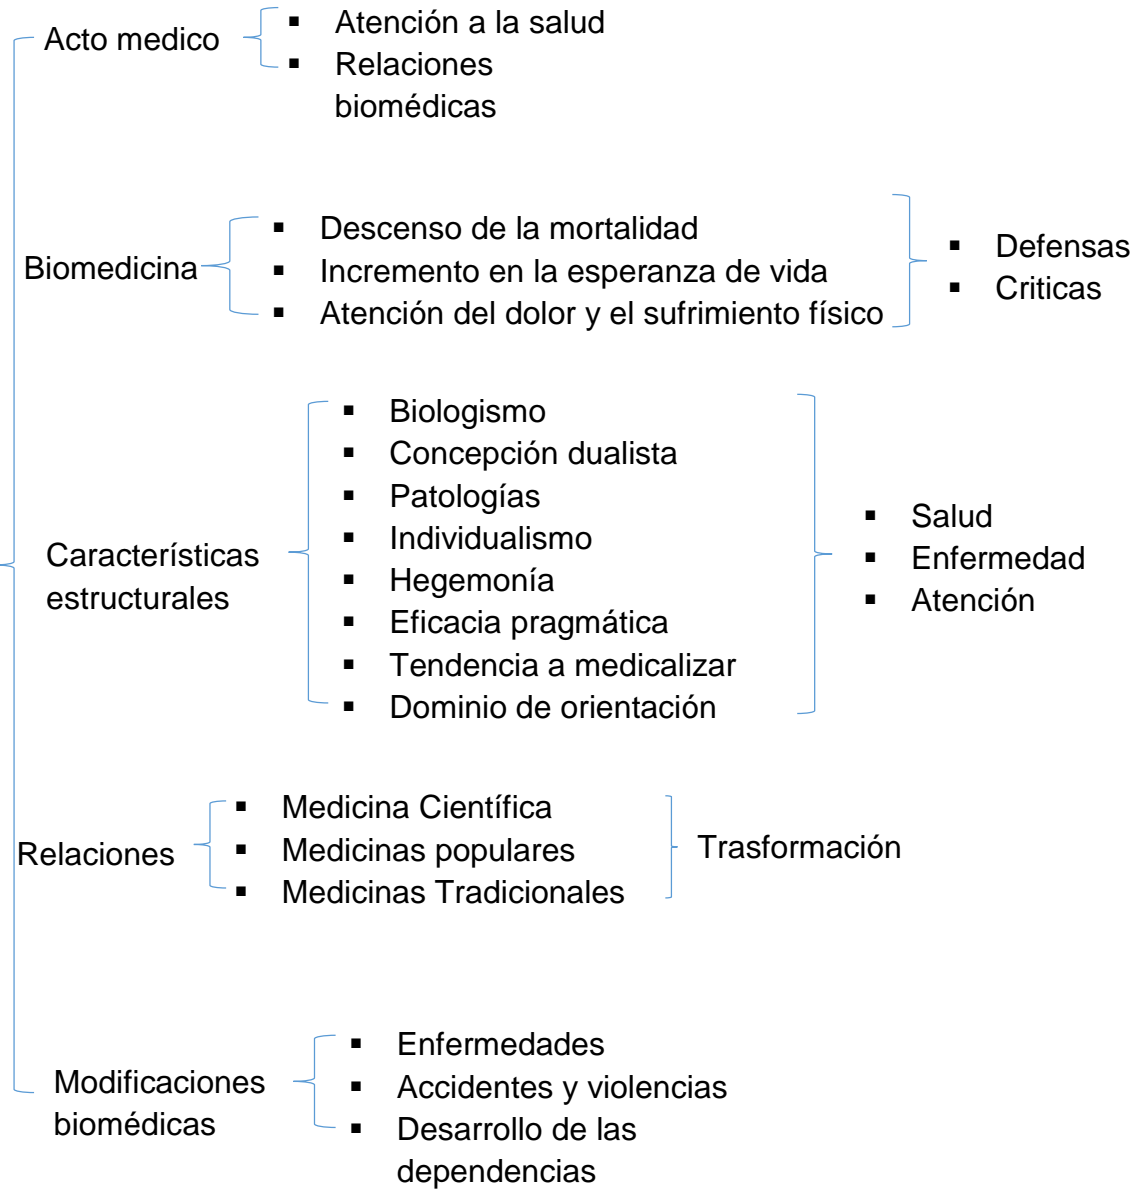 Acto medico
▪ Atención a la salud
▪ Relaciones
biomédicas
Biomedicina
▪ Descenso de la mortalidad
▪ Incremento en la esperanza de vida
▪ Atención del dolor y el sufrimiento físico
▪ Defensas
▪ Criticas
Características
estructurales
▪ Biologismo
▪ Concepción dualista
▪ Patologías
▪ Individualismo
▪ Hegemonía
▪ Eficacia pragmática
▪ Tendencia a medicalizar
▪ Dominio de orientación
▪ Salud
▪ Enfermedad
▪ Atención
Relaciones
▪ Medicina Científica
▪ Medicinas populares
▪ Medicinas Tradicionales
Trasformación
Modificaciones
biomédicas
▪ Enfermedades
▪ Accidentes y violencias
▪ Desarrollo de las
dependencias